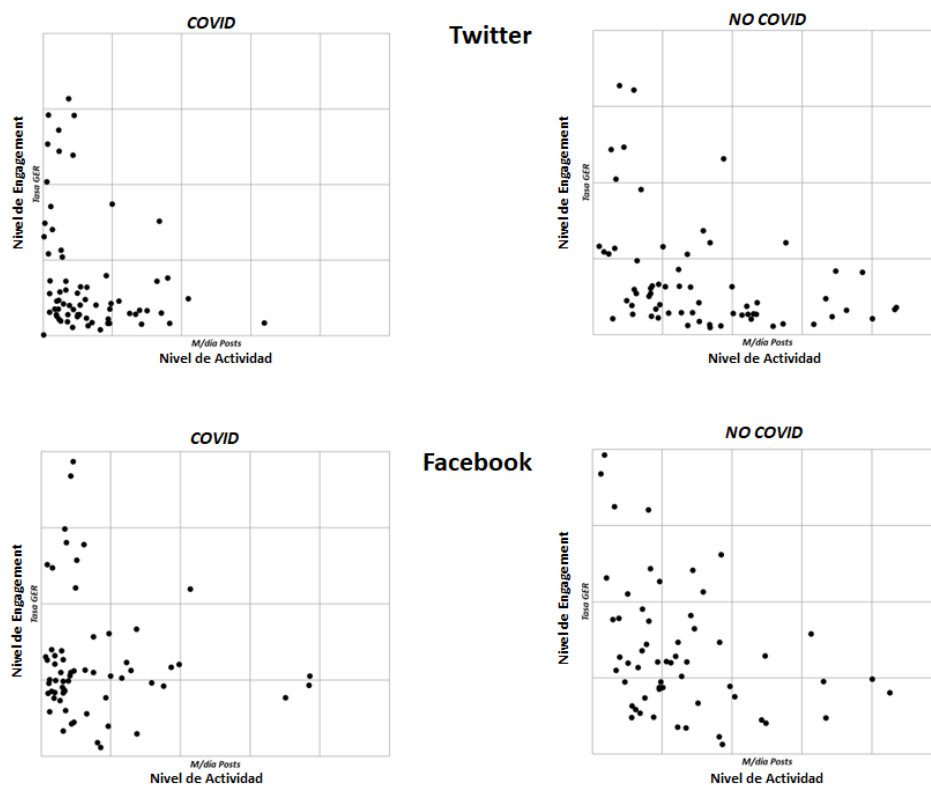 COVID
Twitter
NO COVID
Nivel de Engagement
Tasa GER
M/día Posts
Nivel de Actividad
Nivel de Engagement
Tasa GER
M/día Posts
Nivel de Actividad
COVID
Facebook
NO COVID
Nivel de Engagement
Tasa GER
M/día Posts
Nivel de Actividad
Nivel de Engagement
Tasa GER
M/día Posts
Nivel de Actividad